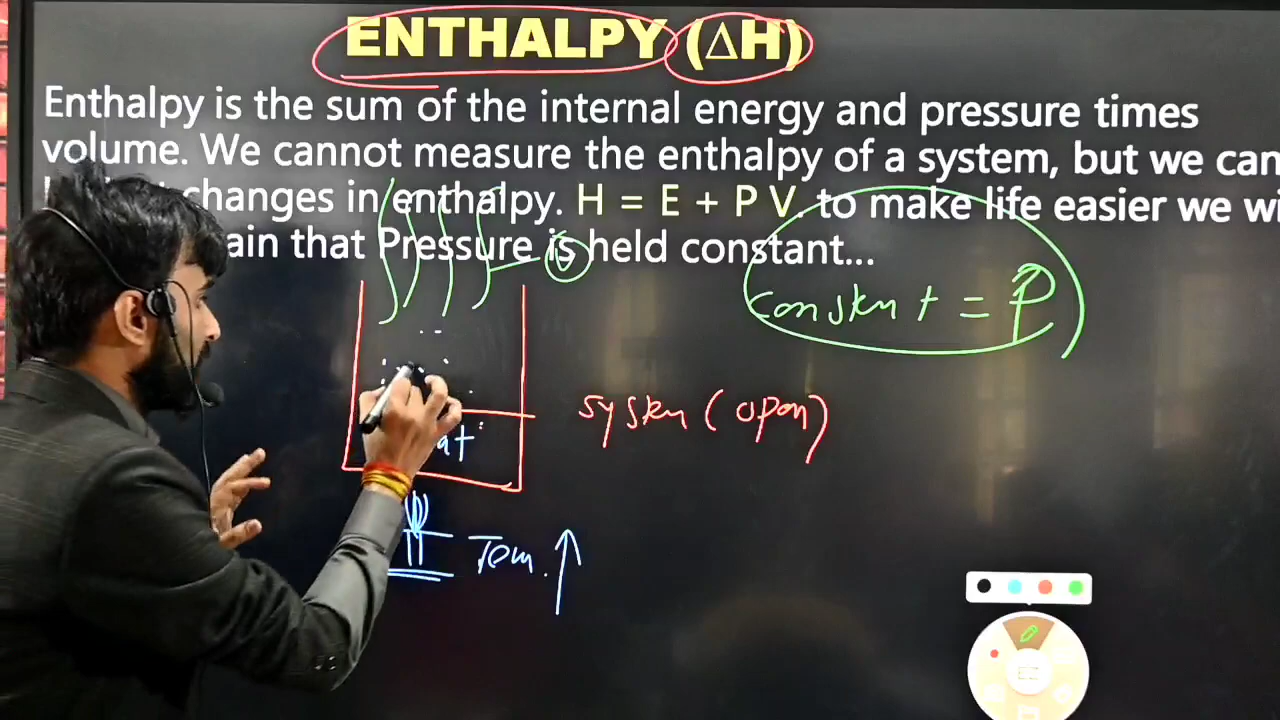 ENTHALPY (ΔH)
Enthalpy is the sum of the internal energy and pressure times
volume. We cannot measure the enthalpy of a system, but we can
changes in enthalpy. H = E + P V. to make life easier we wi
ain that Pressure is held constant...
V
constant = P
system (open)
at
Tem. ↑